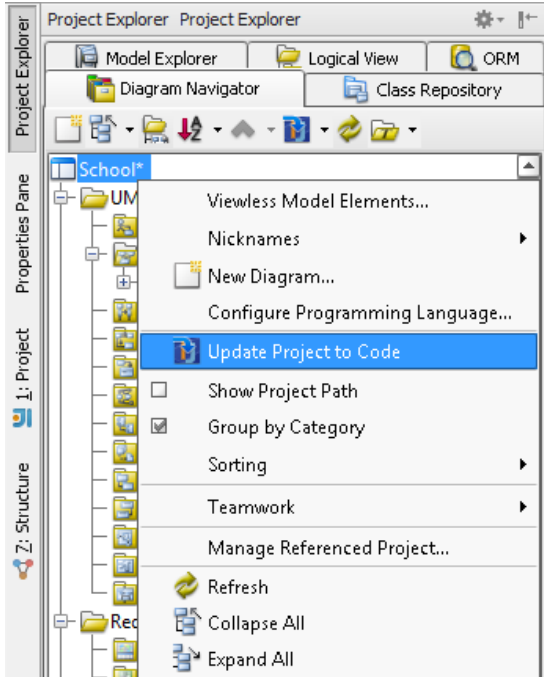 Project Explorer Project Explorer
Model Explorer Logical View ORM
Diagram Navigator Class Repository
School*
UM
Rec
Viewless Model Elements...
Nicknames
New Diagram...
Configure Programming Language...
Update Project to Code
Show Project Path
Group by Category
Sorting
Teamwork
Manage Referenced Project...
Refresh
Collapse All
Expand All
Project Explorer
Properties Pane
1: Project
7: Structure